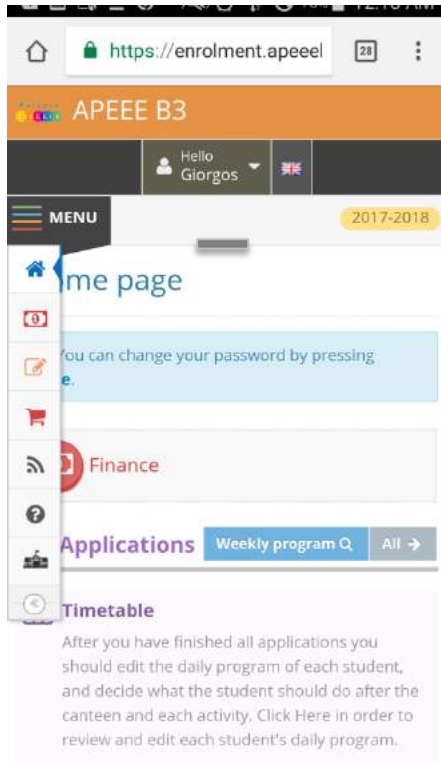 12:10 AM
https://enrolment.apeeel
28
APEEE B3
Hello
Giorgos
MENU
2017-2018
me page
You can change your password by pressing
e.
Finance
Applications
Weekly program
All
Timetable
After you have finished all applications you
should edit the daily program of each student,
and decide what the student should do after the
canteen and each activity. Click Here in order to
review and edit each student's daily program.